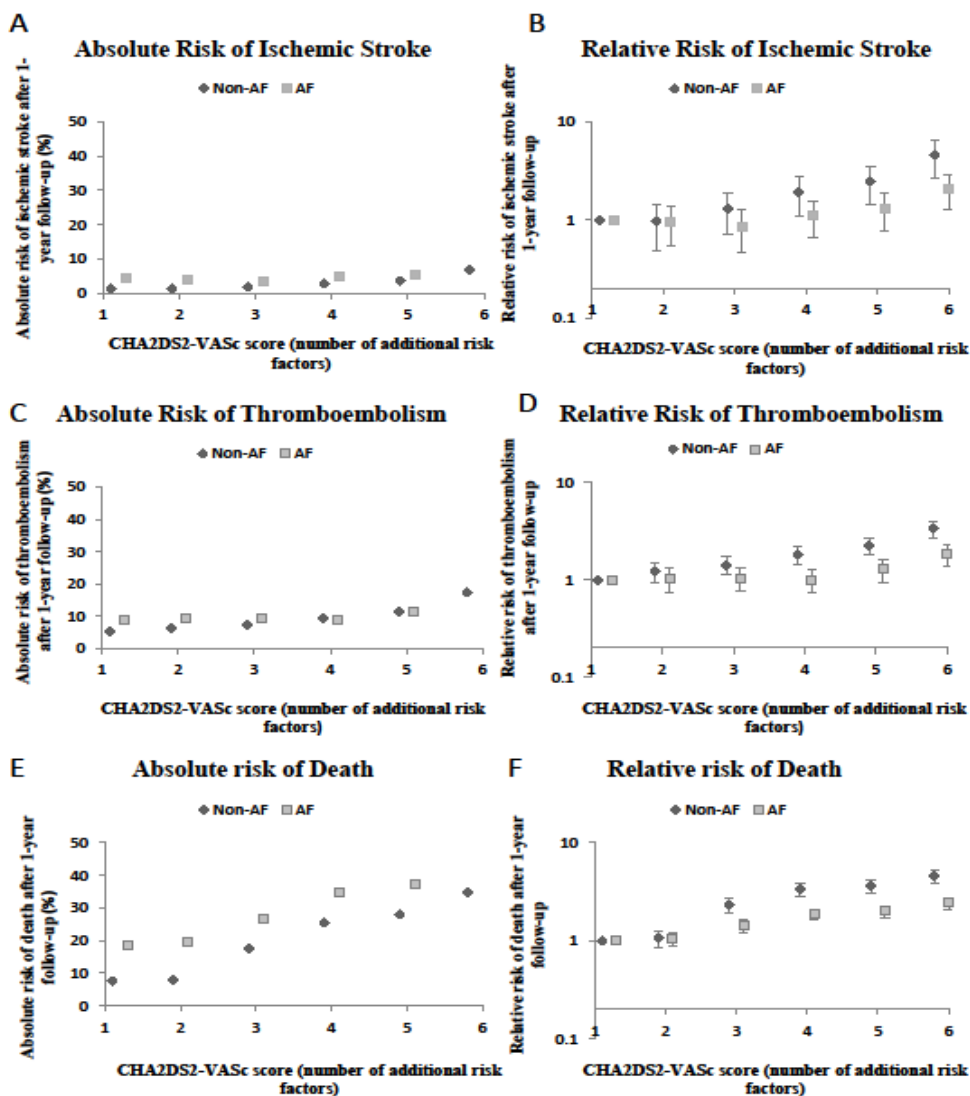 A
Absolute Risk of Ischemic Stroke
Non-AF AF
Absolute risk of ischemic stroke after 1-
year follow-up (%)
50
40
30
20
10
0
1 2 3 4 5 6
CHA2DS2-VASc score (number of additional risk
factors)
B
Relative Risk of Ischemic Stroke
Non-AF AF
Relative risk of ischemic stroke after
1-year follow-up
10
1
0.1
1 2 3 4 5 6
CHA2DS2-VASc score (number of additional risk
factors)
C
Absolute Risk of Thromboembolism
Non-AF AF
Absolute risk of thromboembolism
after 1-year follow-up (%)
50
40
30
20
10
0
1 2 3 4 5 6
CHA2DS2-VASc score (number of additional risk
factors)
D
Relative Risk of Thromboembolism
Non-AF AF
Relative risk of thromboembolism
after 1-year follow-up
10
1
0.1
1 2 3 4 5 6
CHA2DS2-VASc score (number of additional risk
factors)
E
Absolute risk of Death
Non-AF AF
Absolute risk of death after 1-year
follow-up (%)
50
40
30
20
10
0
1 2 3 4 5 6
CHA2DS2-VASc score (number of additional risk
factors)
F
Relative risk of Death
Non-AF AF
Relative risk of death after 1-year
follow-up
10
1
0.1
1 2 3 4 5 6
CHA2DS2-VASc score (number of additional risk
factors)